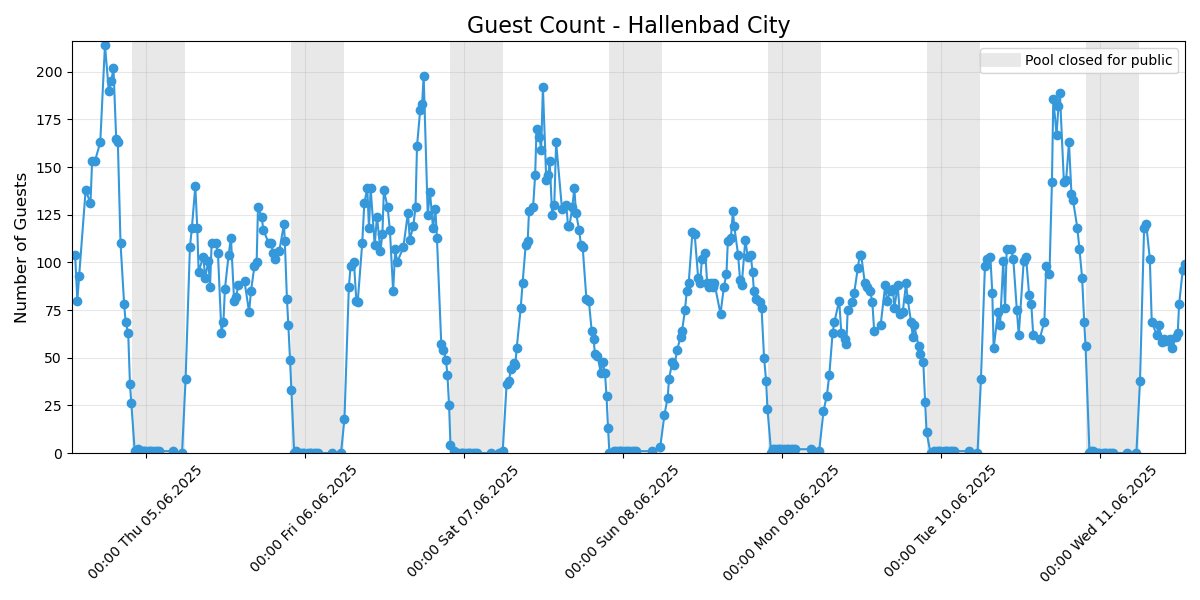 Guest Count - Hallenbad City
Pool closed for public
Number of Guests
200
175
150
125
100
75
50
25
0
00:00 Thu 05.06.2025
00:00 Fri 06.06.2025
00:00 Sat 07.06.2025
00:00 Sun 08.06.2025
00:00 Mon 09.06.2025
00:00 Tue 10.06.2025
00:00 Wed 11.06.2025